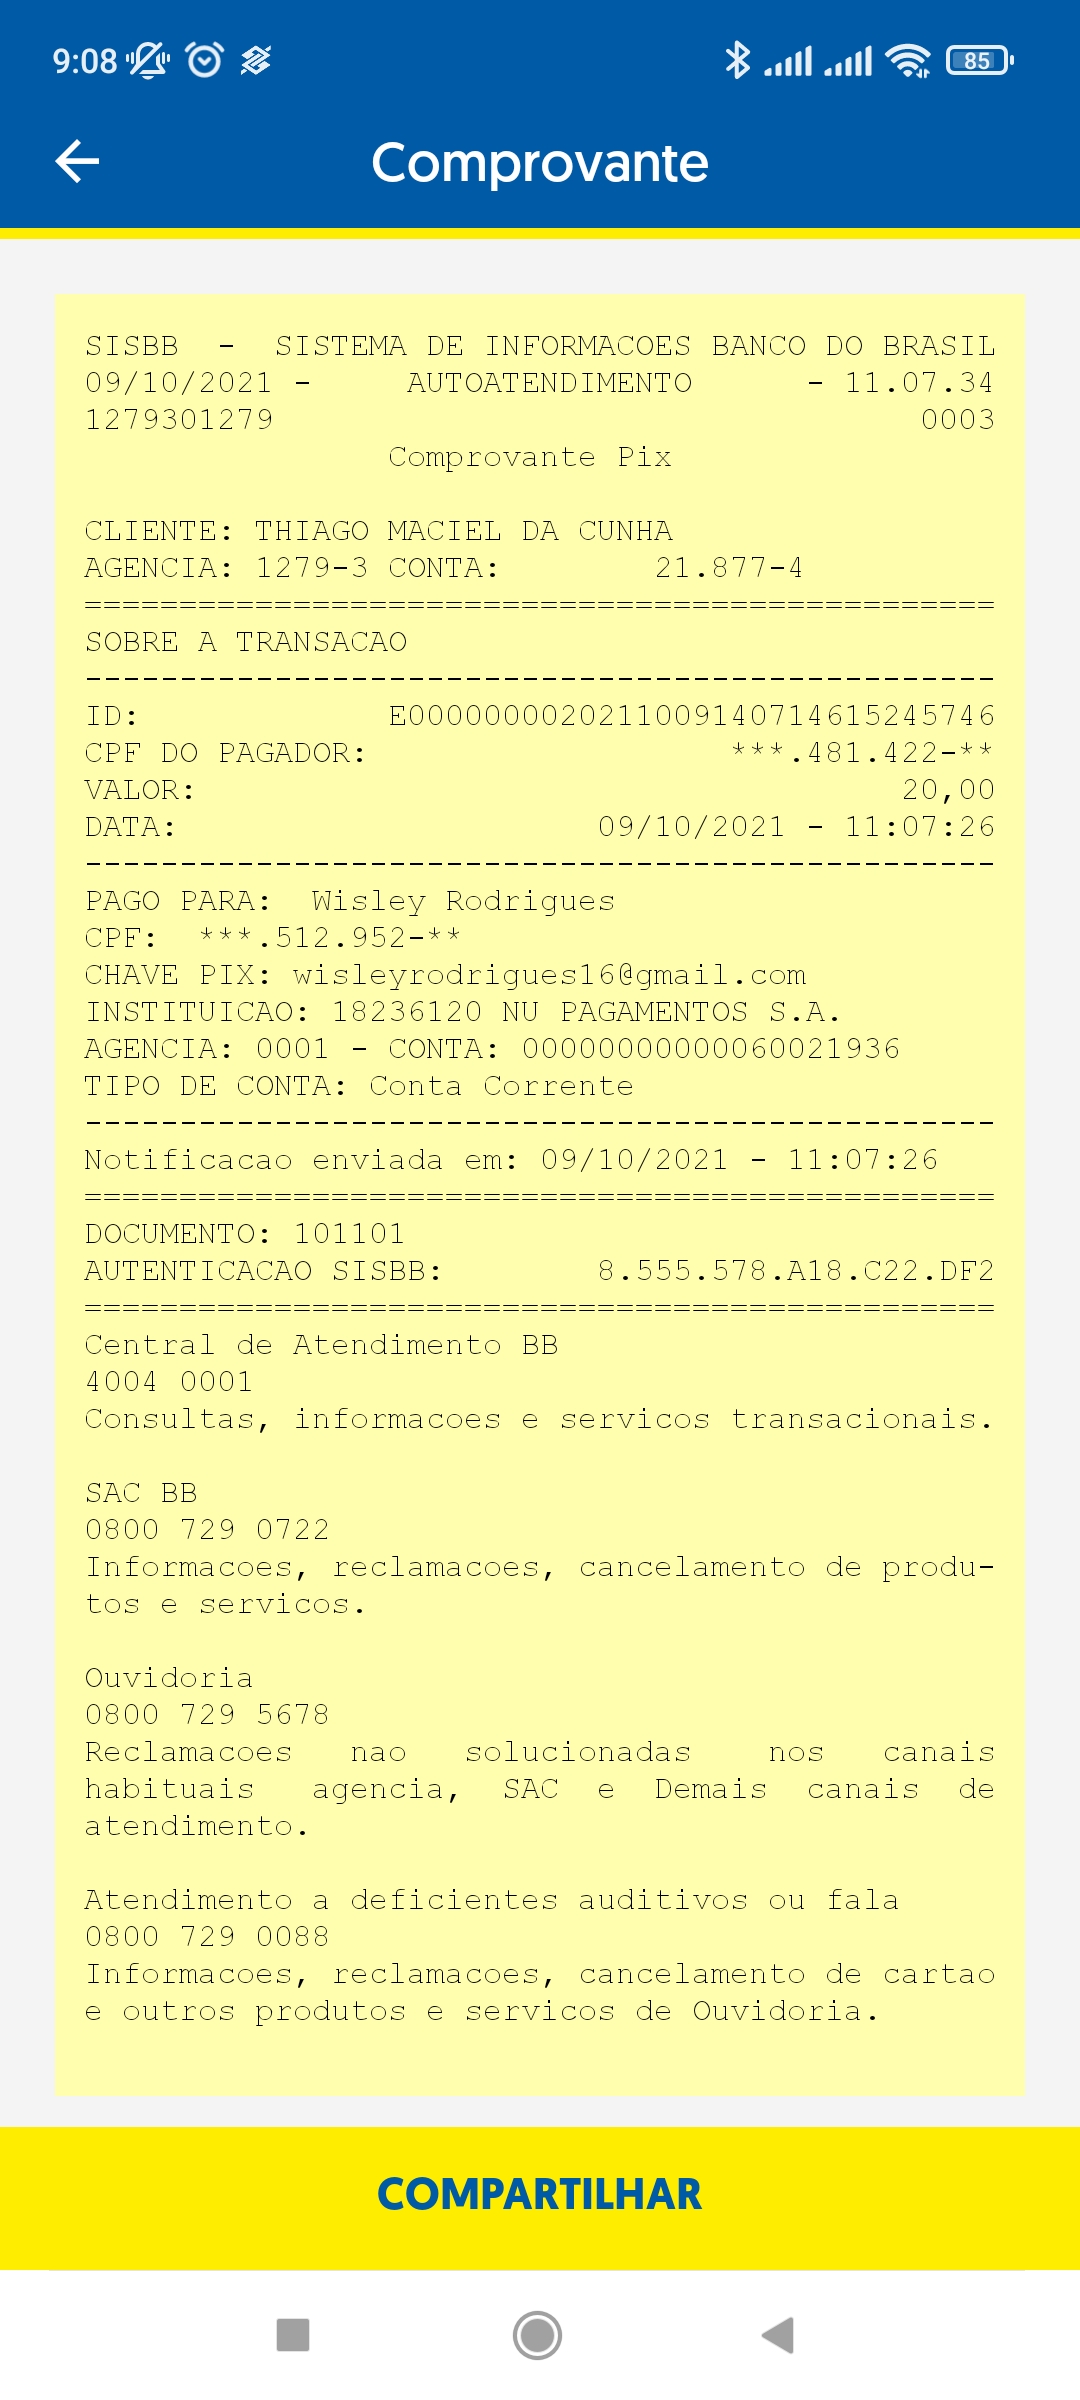 9:08
85
Comprovante
SISBB - SISTEMA DE INFORMACOES BANCO DO BRASIL
09/10/2021 - AUTOATENDIMENTO - 11.07.34
1279301279 0003
Comprovante Pix
CLIENTE: THIAGO MACIEL DA CUNHA
AGENCIA: 1279-3 CONTA: 21.877-4
================================================
SOBRE A TRANSACAO
------------------------------------------------
ID: E00000000202110091407146152457​46
CPF DO PAGADOR: ***.481.422-**
VALOR: 20,00
DATA: 09/10/2021 - 11:07:26
------------------------------------------------
PAGO PARA: Wisley Rodrigues
CPF: ***.512.952-**
CHAVE PIX: wisleyrodrigues16@gmail.com
INSTITUICAO: 18236120 NU PAGAMENTOS S.A.
AGENCIA: 0001 - CONTA: 00000000000060021936
TIPO DE CONTA: Conta Corrente
------------------------------------------------
Notificacao enviada em: 09/10/2021 - 11:07:26
================================================
DOCUMENTO: 101101
AUTENTICACAO SISBB: 8.555.578.A18.C22.DF2
================================================
Central de Atendimento BB
4004 0001
Consultas, informacoes e servicos transacionais.
SAC BB
0800 729 0722
Informacoes, reclamacoes, cancelamento de produ-
tos e servicos.
Ouvidoria
0800 729 5678
Reclamacoes nao solucionadas nos canais
habituais agencia, SAC e Demais canais de
atendimento.
Atendimento a deficientes auditivos ou fala
0800 729 0088
Informacoes, reclamacoes, cancelamento de cartao
e outros produtos e servicos de Ouvidoria.
COMPARTILHAR